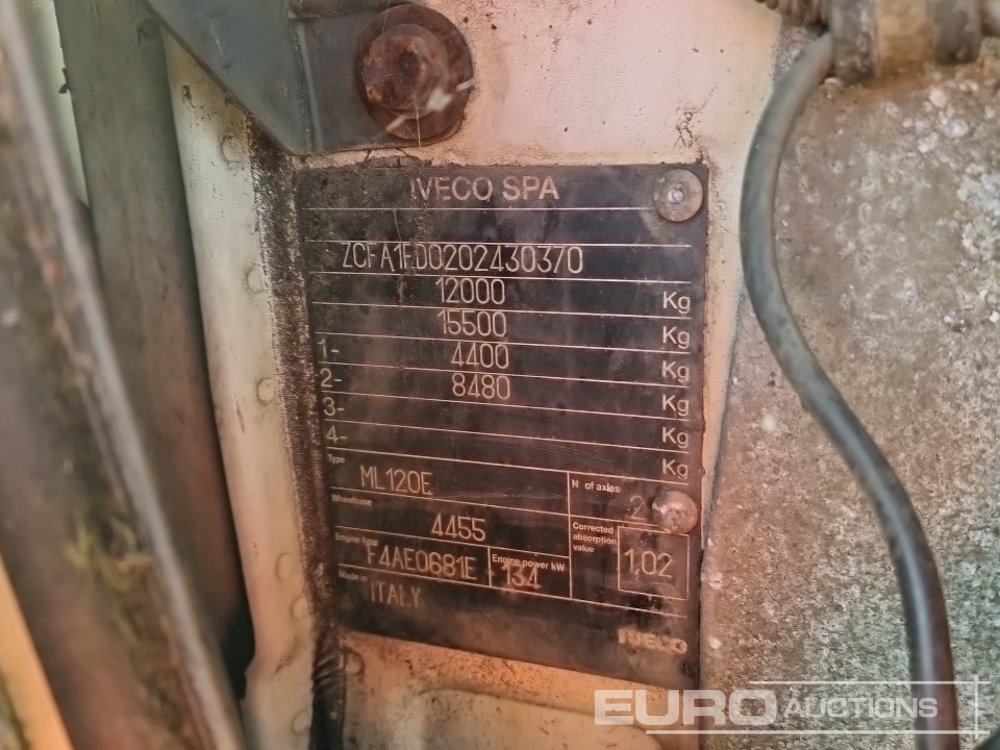 IVECO SPA
ZCFA1FD0202430370
12000 Kg
15500 Kg
1- 4400 Kg
2- 8480 Kg
3- Kg
4- Kg
Type ML120E N of axles 2
Wheelbase 4455 Corrected absorption value 1,02
Engine type F4AE0681E Engine power kW 134
Made in ITALY
IVECO
EURO AUCTIONS